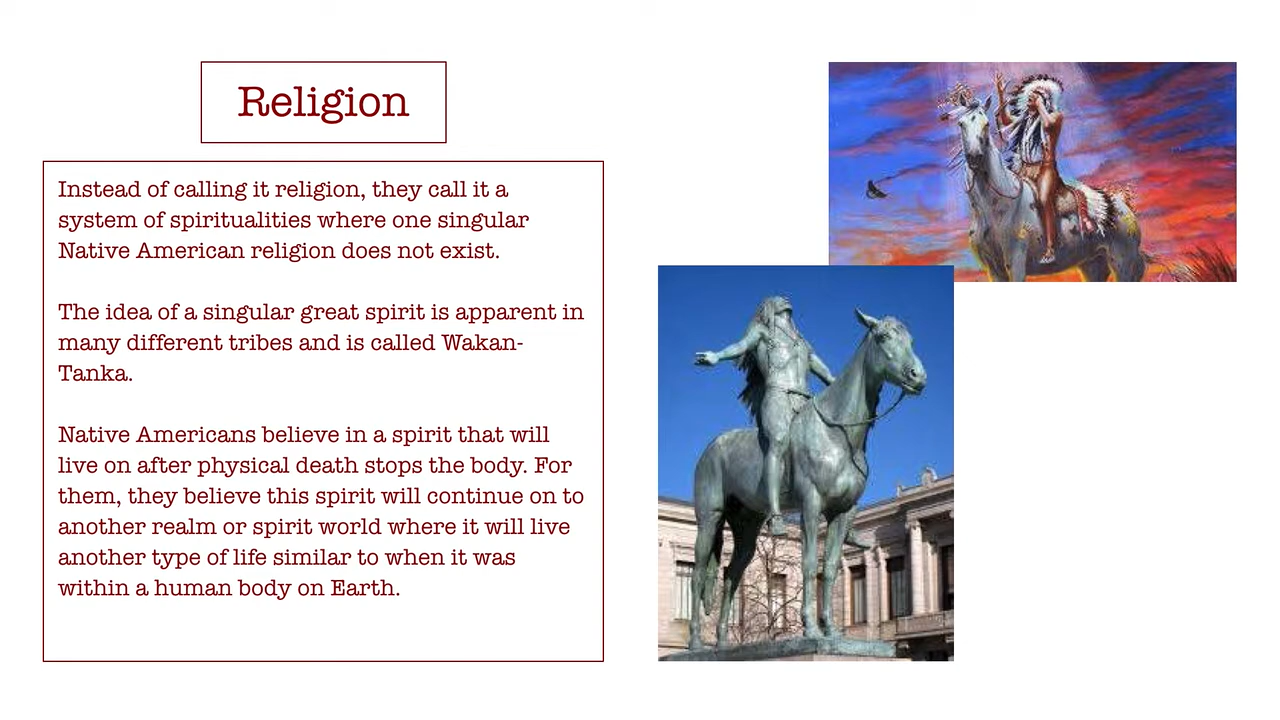 Religion
Instead of calling it religion, they call it a
system of spiritualities where one singular
Native American religion does not exist.
The idea of a singular great spirit is apparent in
many different tribes and is called Wakan-
Tanka.
Native Americans believe in a spirit that will
live on after physical death stops the body. For
them, they believe this spirit will continue on to
another realm or spirit world where it will live
another type of life similar to when it was
within a human body on Earth.